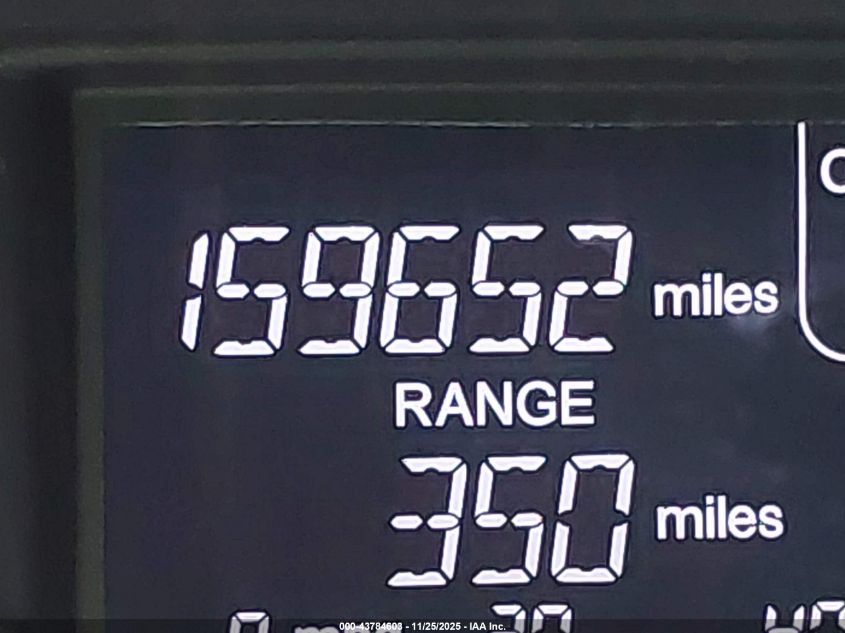 159652 miles
RANGE
350 miles
000-43784603 - 11/25/2025 - IAA Inc.